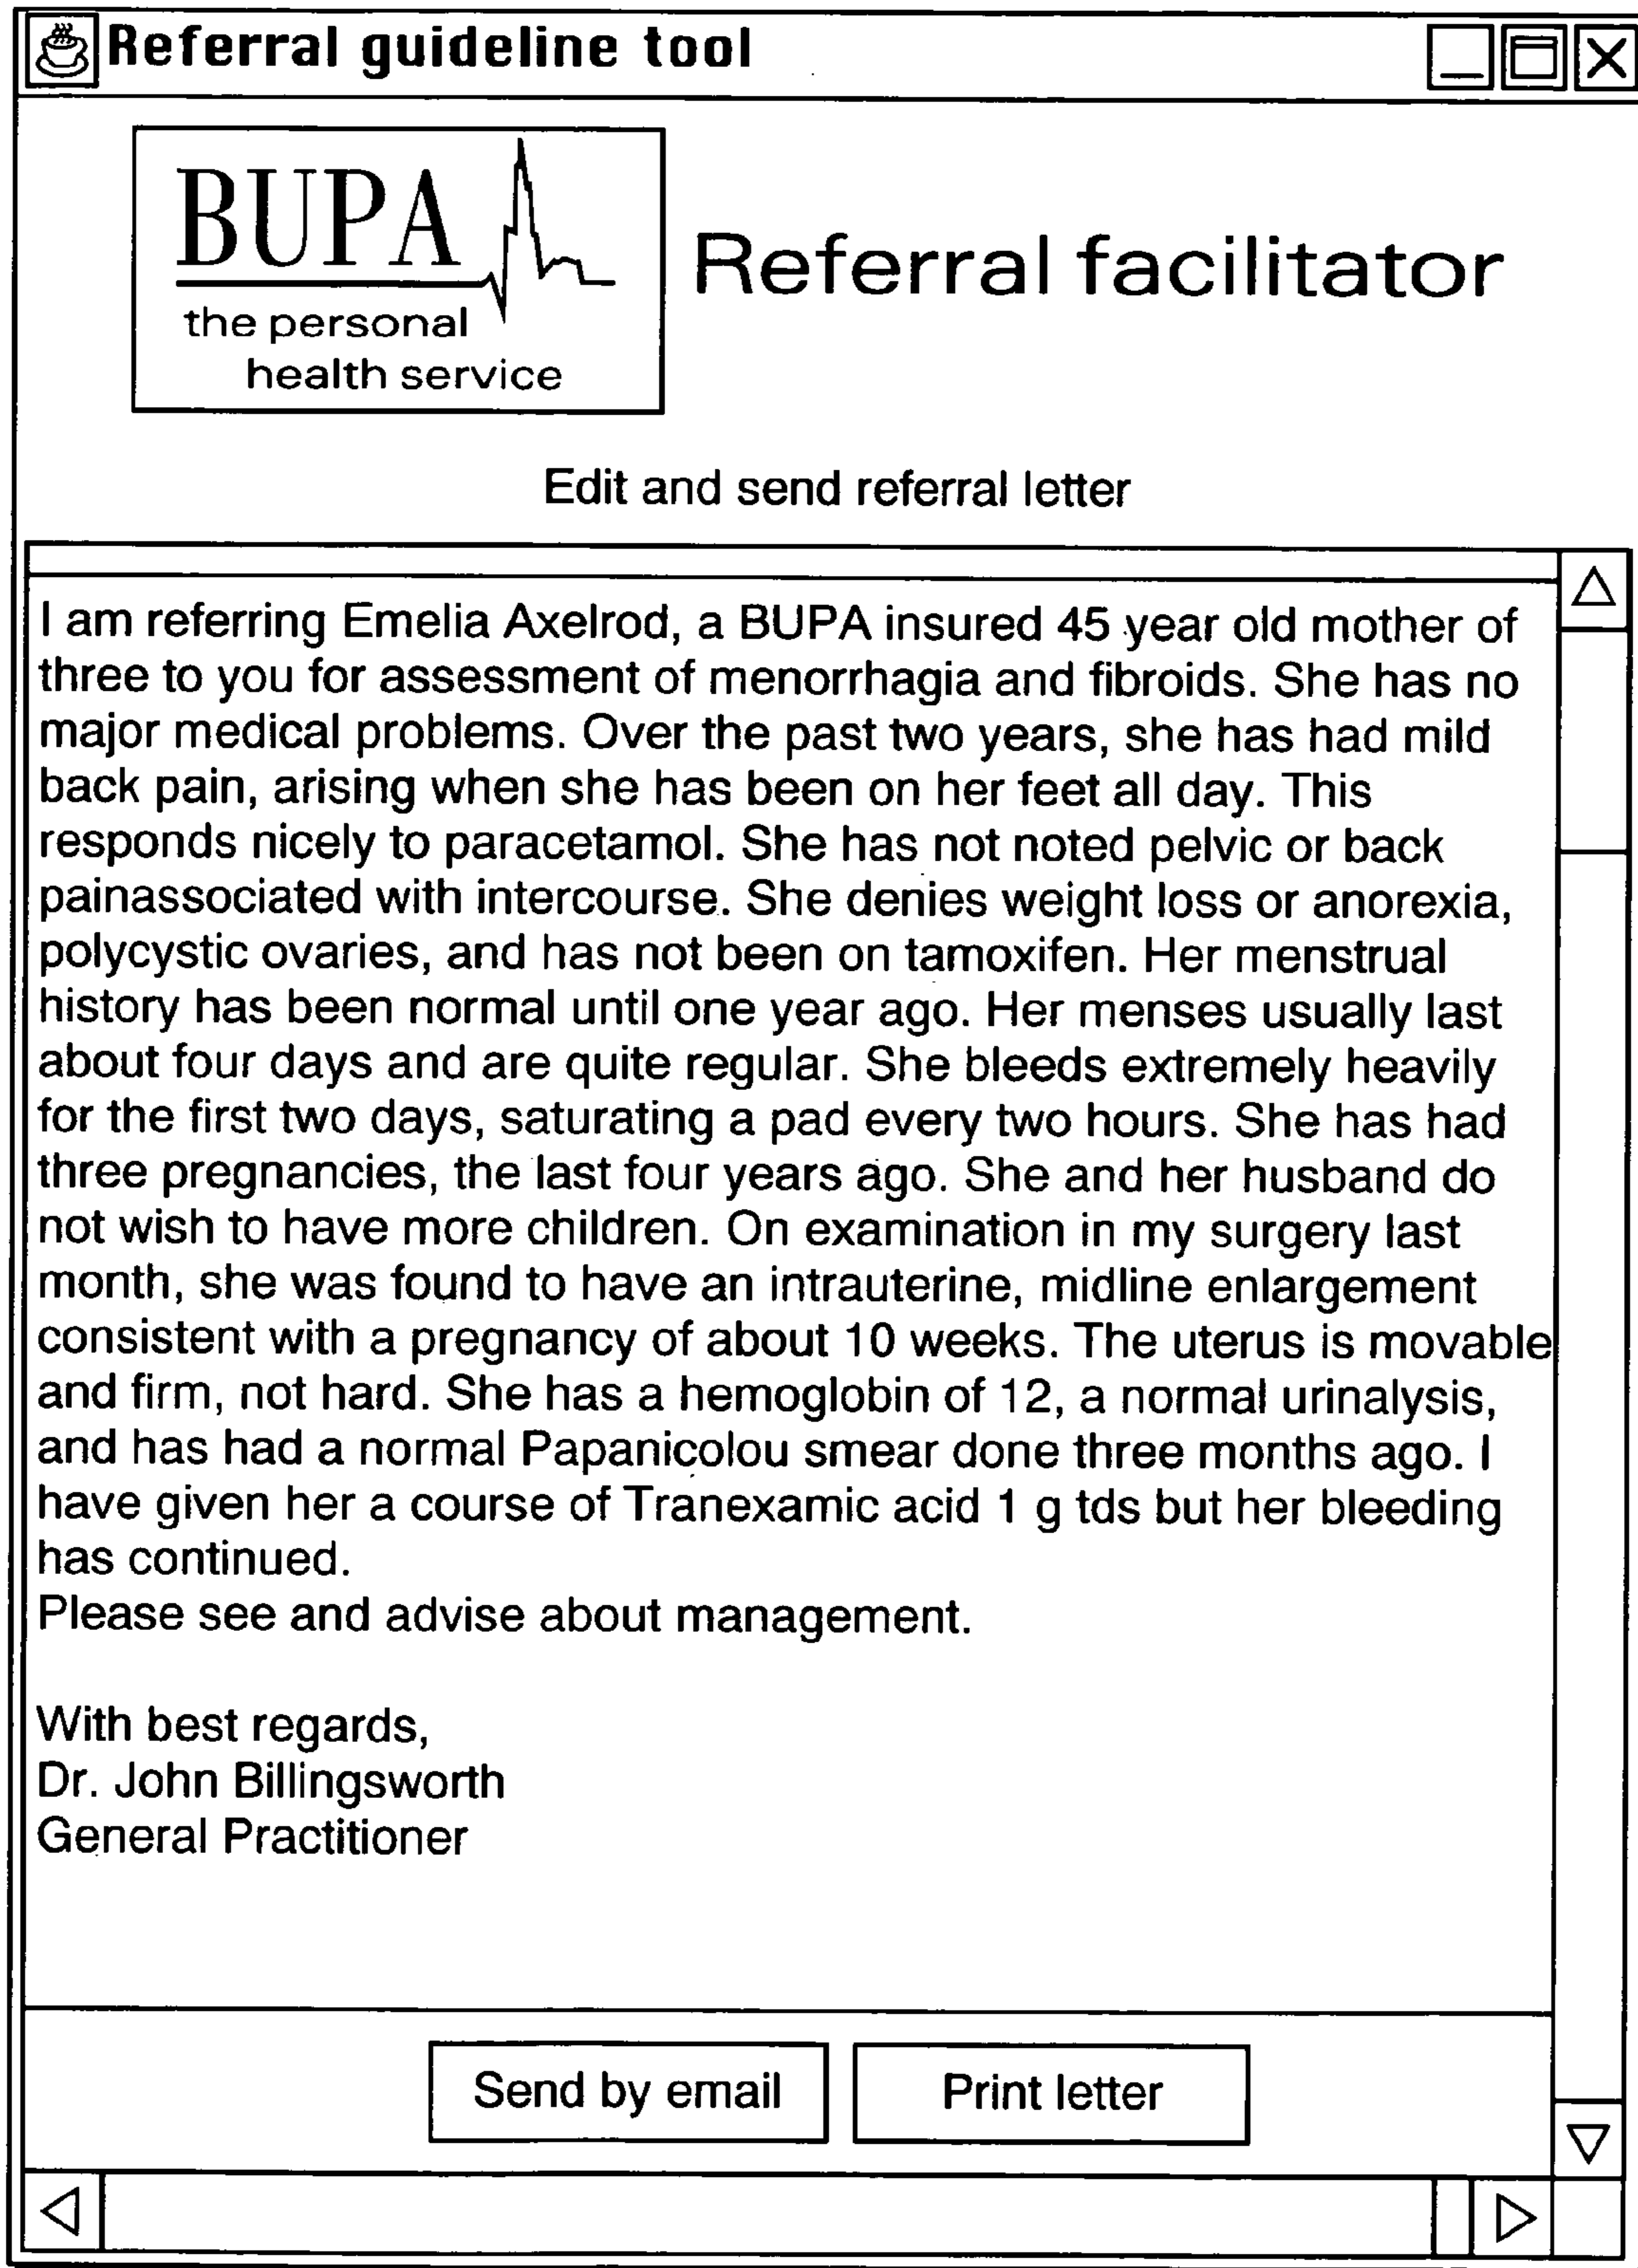 Referral guideline tool
BUPA
the personal
health service
Referral facilitator
Edit and send referral letter
I am referring Emelia Axelrod, a BUPA insured 45 year old mother of
three to you for assessment of menorrhagia and fibroids. She has no
major medical problems. Over the past two years, she has had mild
back pain, arising when she has been on her feet all day. This
responds nicely to paracetamol. She has not noted pelvic or back
painassociated with intercourse. She denies weight loss or anorexia,
polycystic ovaries, and has not been on tamoxifen. Her menstrual
history has been normal until one year ago. Her menses usually last
about four days and are quite regular. She bleeds extremely heavily
for the first two days, saturating a pad every two hours. She has had
three pregnancies, the last four years ago. She and her husband do
not wish to have more children. On examination in my surgery last
month, she was found to have an intrauterine, midline enlargement
consistent with a pregnancy of about 10 weeks. The uterus is movable
and firm, not hard. She has a hemoglobin of 12, a normal urinalysis,
and has had a normal Papanicolou smear done three months ago. I
have given her a course of Tranexamic acid 1 g tds but her bleeding
has continued.
Please see and advise about management.
With best regards,
Dr. John Billingsworth
General Practitioner
Send by email
Print letter